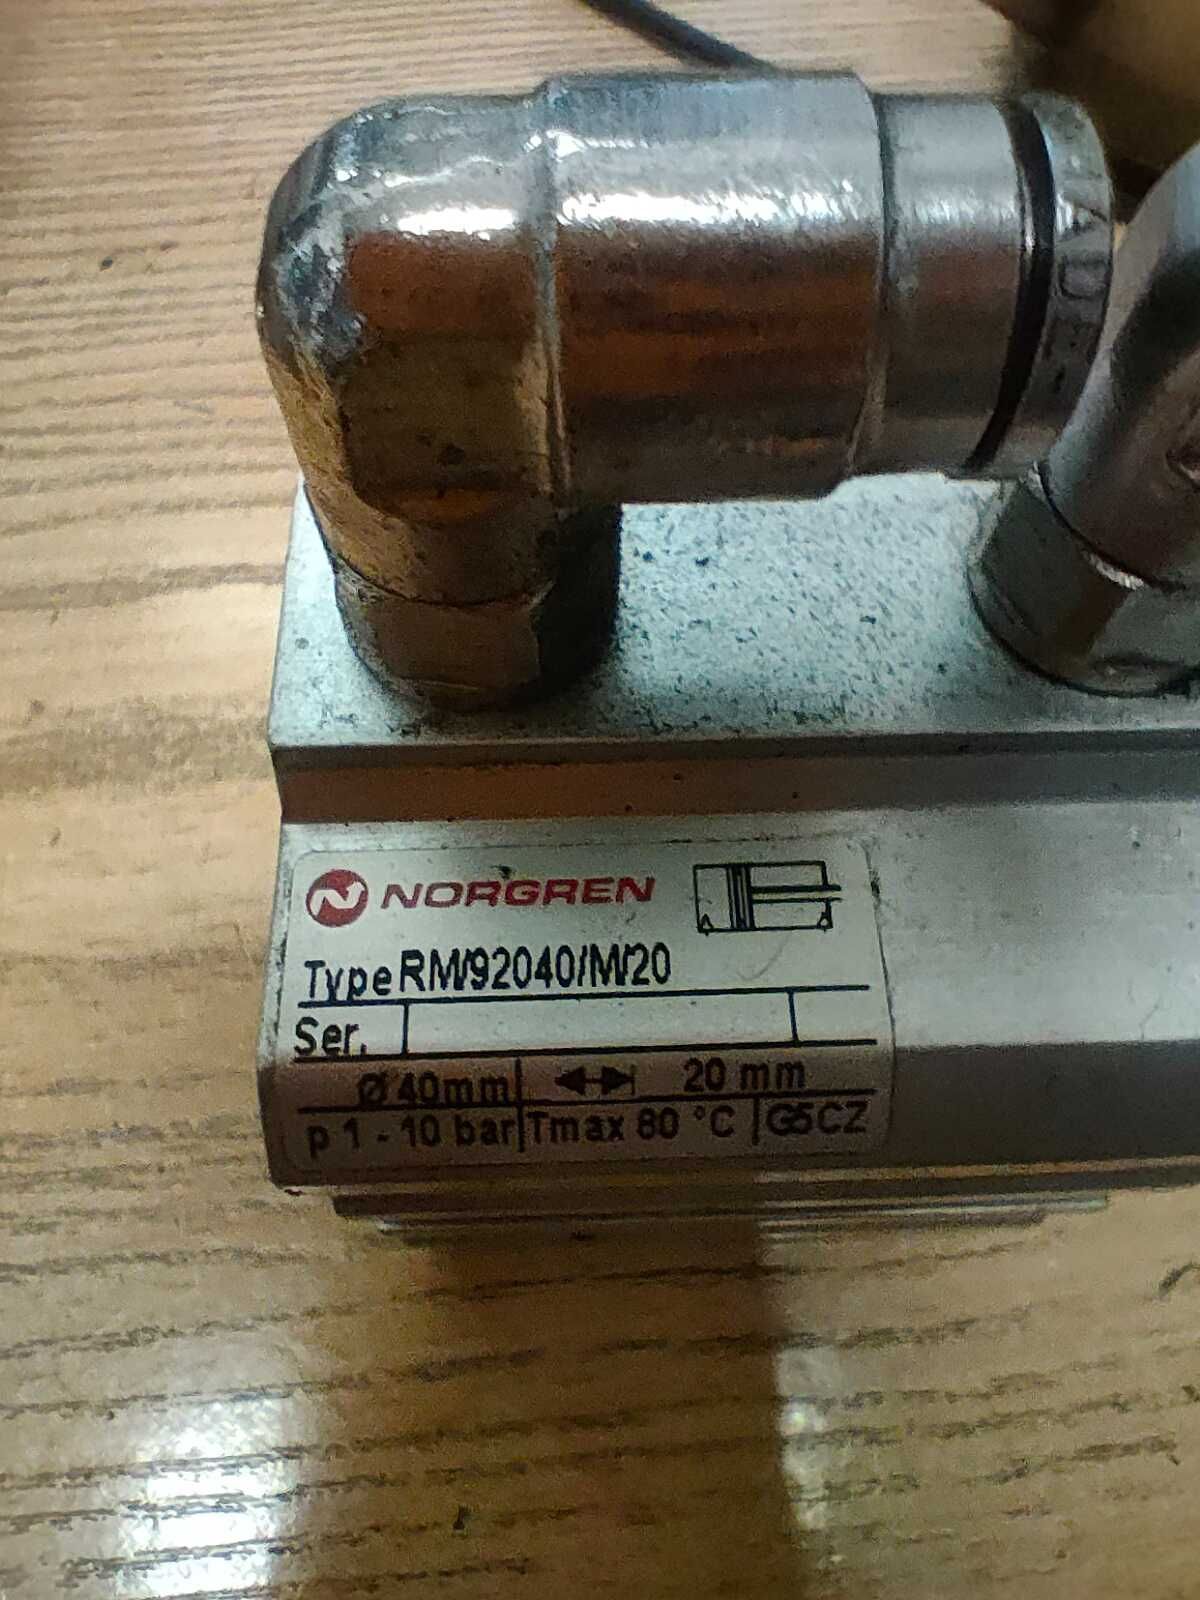 NORGREN
Type RM/92040/M/20
Ser.
Ø 40mm 20 mm
p 1 - 10 bar Tmax 80 °C G5CZ